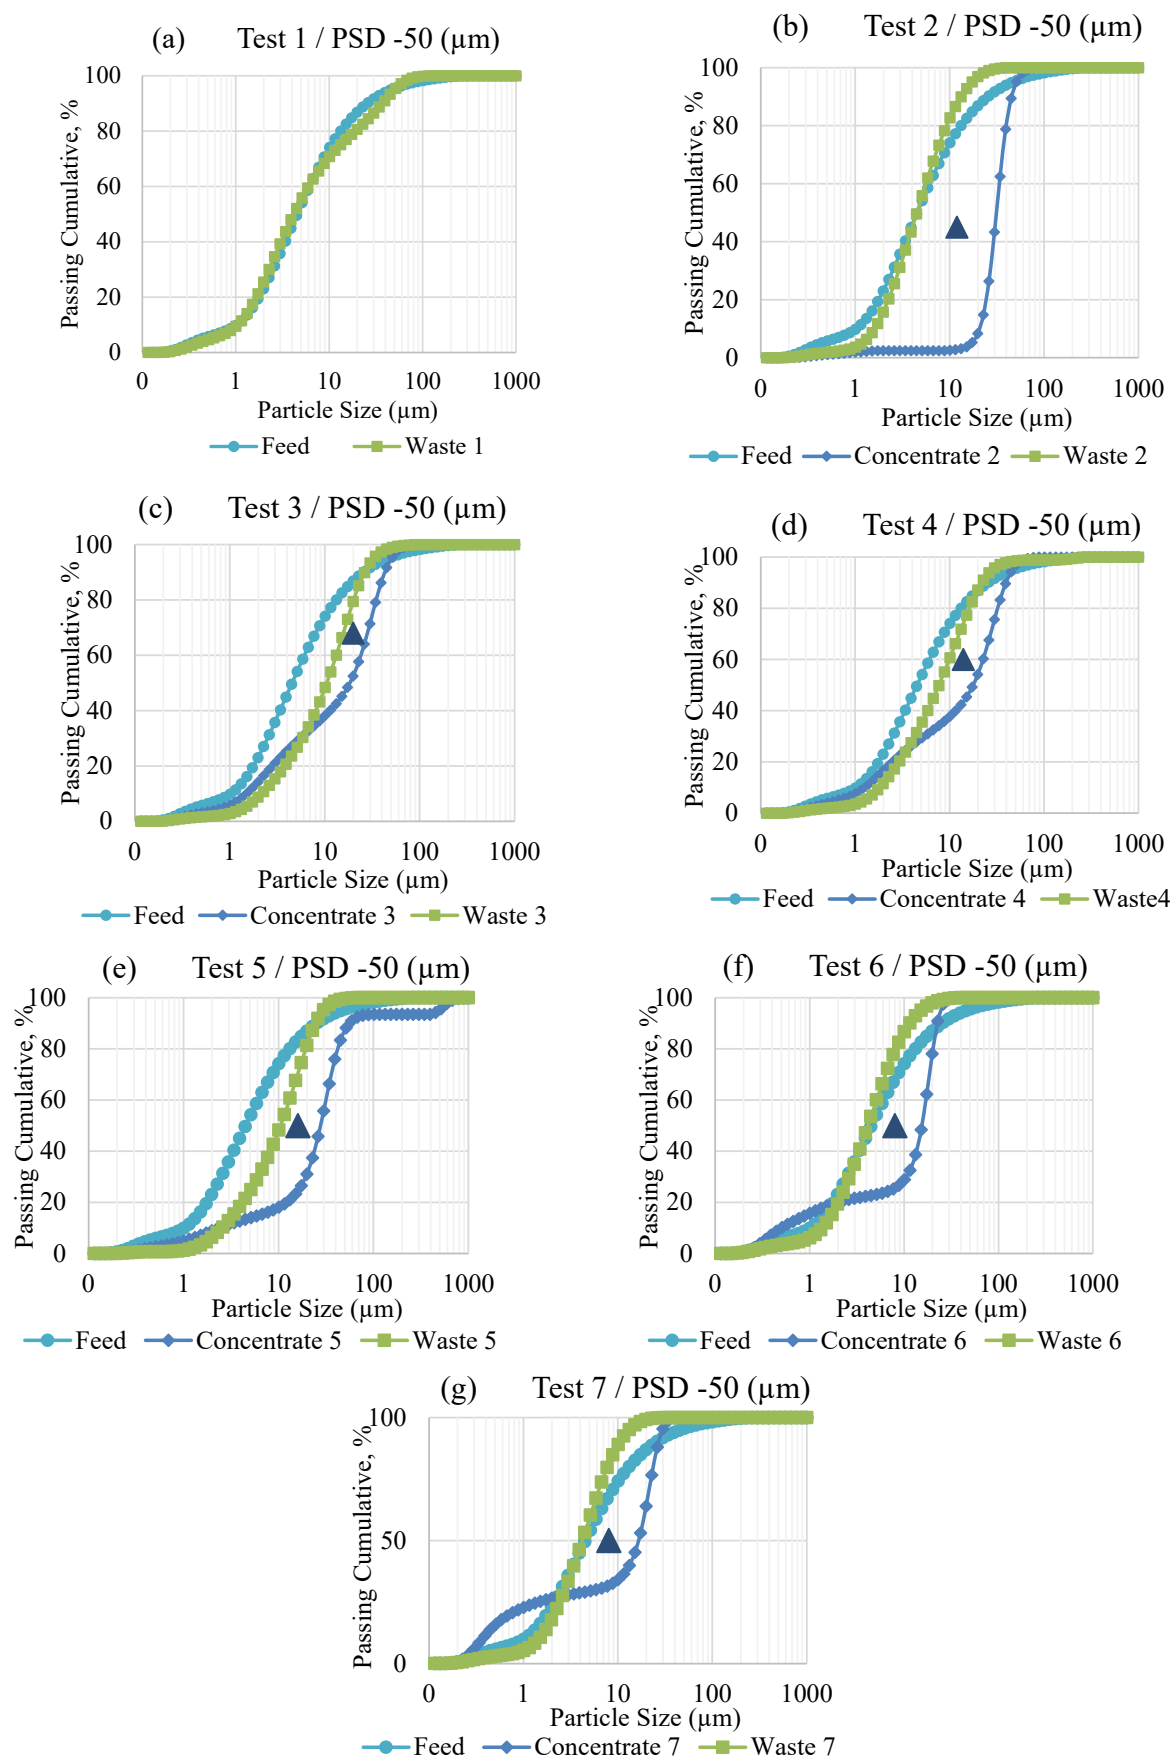 (a) Test 1 / PSD -50 (µm)
Passing Cumulative, %
100
80
60
40
20
0
0 1 10 100 1000
Particle Size (µm)
Feed Waste 1
(b) Test 2 / PSD -50 (µm)
Passing Cumulative, %
100
80
60
40
20
0
0 1 10 100 1000
Particle Size (µm)
Feed Concentrate 2 Waste 2
(c) Test 3 / PSD -50 (µm)
Passing Cumulative, %
100
80
60
40
20
0
0 1 10 100 1000
Particle Size (µm)
Feed Concentrate 3 Waste 3
(d) Test 4 / PSD -50 (µm)
Passing Cumulative, %
100
80
60
40
20
0
0 1 10 100 1000
Particle Size (µm)
Feed Concentrate 4 Waste4
(e) Test 5 / PSD -50 (µm)
Passing Cumulative, %
100
80
60
40
20
0
0 1 10 100 1000
Particle Size (µm)
Feed Concentrate 5 Waste 5
(f) Test 6 / PSD -50 (µm)
Passing Cumulative, %
100
80
60
40
20
0
0 1 10 100 1000
Particle Size (µm)
Feed Concentrate 6 Waste 6
(g) Test 7 / PSD -50 (µm)
Passing Cumulative, %
100
50
0
0 1 10 100 1000
Particle Size (µm)
Feed Concentrate 7 Waste 7